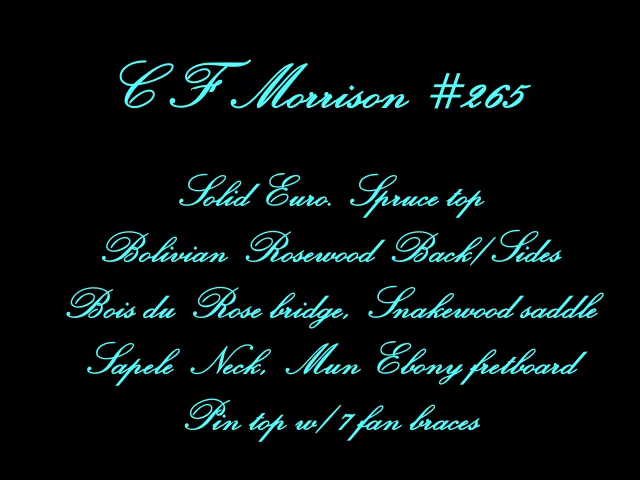 C F Morrison #265
Solid Euro. Spruce top
Bolivian Rosewood Back/Sides
Bois du Rose bridge, Snakewood saddle
Sapele Neck, Mun Ebony fretboard
Pin top w/ 7 fan braces